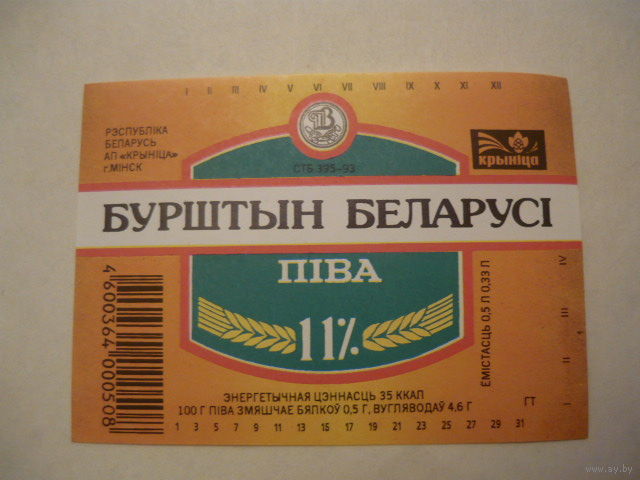 I II III IV V VI VII VIII IX X XI XII
РЭСПУБЛІКА
БЕЛАРУСЬ
АП «КРЫНІЦА»
г.МІНСК
СТБ 395-93
крыніца
БУРШТЫН БЕЛАРУСІ
ПІВА
11%
4600364000508
ЕМІСТАСЦЬ 0,5 Л 0,33 Л
I II III IV
ГТ
ЭНЕРГЕТЫЧНАЯ ЦЭННАСЦЬ 35 ККАЛ
100 Г ПІВА ЗМЯШЧАЕ БЯЛКОЎ 0,5 Г, ВУГЛЯВОДАЎ 4,6 Г
1 3 5 7 9 11 13 15 17 19 21 23 25 27 29 31
www.ay.by